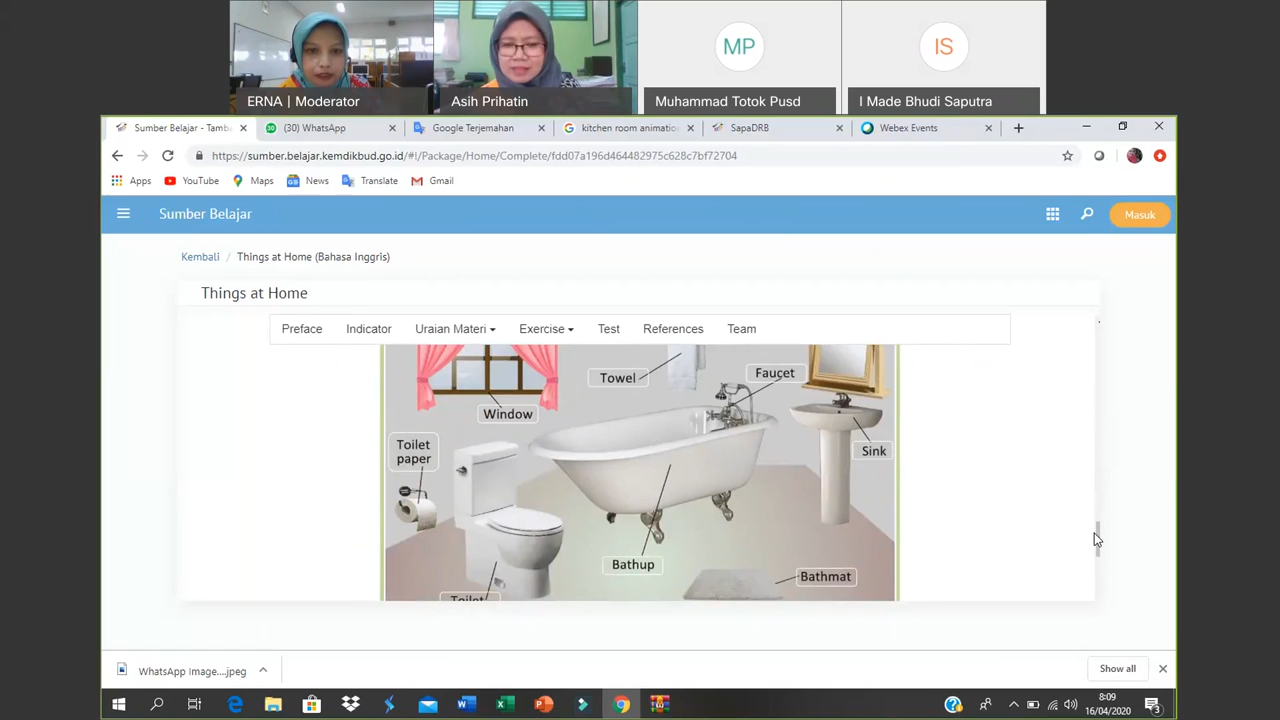 MP
IS
ERNA | Moderator
Asih Prihatin
Muhammad Totok Pusd
I Made Bhudi Saputra
Sumber Belajar - Tamba
(30) WhatsApp
Google Terjemahan
kitchen room animatio
SapaDRB
Webex Events
https://sumber.belajar.kemdikbud.go.id/#!/Package/Home/Complete/fdd07a196d464482975c628c7bf72704
Apps
YouTube
Maps
News
Translate
Gmail
Sumber Belajar
Masuk
Kembali / Things at Home (Bahasa Inggris)
Things at Home
Preface
Indicator
Uraian Materi
Exercise
Test
References
Team
Towel
Faucet
Window
Toilet
paper
Sink
Bathup
Bathmat
Toilet
WhatsApp Image....jpeg
Show all
8:09
16/04/2020
3